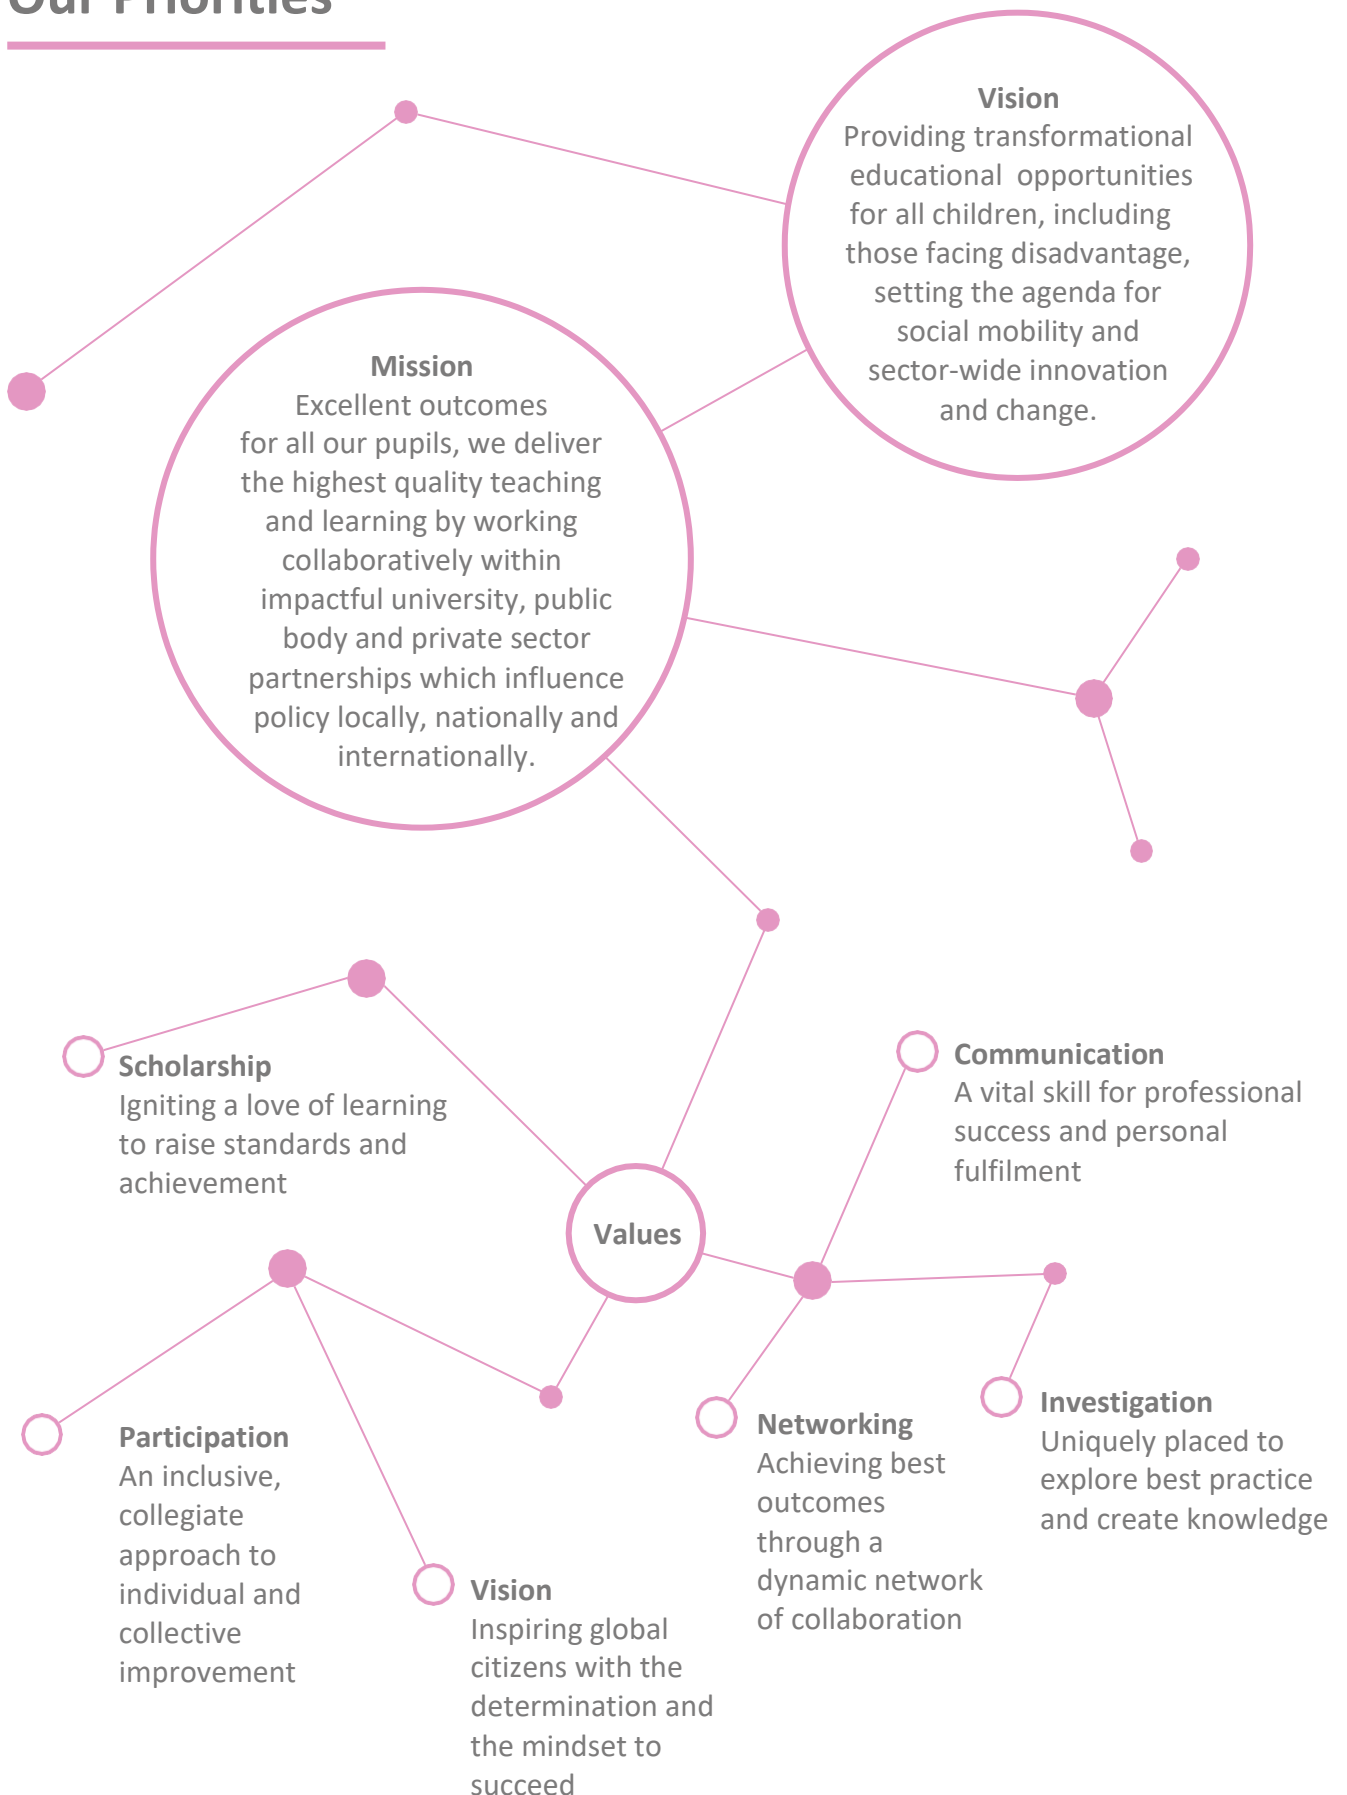 Our Priorities
Vision
Providing transformational
educational opportunities
for all children, including
those facing disadvantage,
setting the agenda for
social mobility and
sector-wide innovation
and change.
Mission
Excellent outcomes
for all our pupils, we deliver
the highest quality teaching
and learning by working
collaboratively within
impactful university, public
body and private sector
partnerships which influence
policy locally, nationally and
internationally.
Scholarship
Igniting a love of learning
to raise standards and
achievement
Communication
A vital skill for professional
success and personal
fulfilment
Values
Participation
An inclusive,
collegiate
approach to
individual and
collective
improvement
Vision
Inspiring global
citizens with the
determination and
the mindset to
succeed
Networking
Achieving best
outcomes
through a
dynamic network
of collaboration
Investigation
Uniquely placed to
explore best practice
and create knowledge